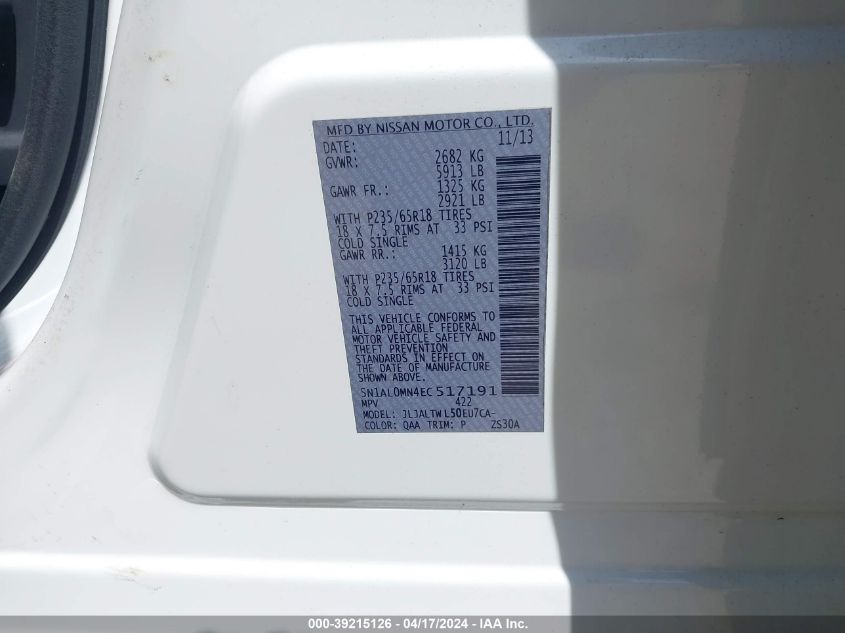 MFD BY NISSAN MOTOR CO., LTD.
DATE: 11/13
GVWR: 2682 KG
5913 LB
GAWR FR.: 1325 KG
2921 LB
WITH P235/65R18 TIRES
18 X 7.5 RIMS AT 33 PSI
COLD SINGLE
GAWR RR.: 1415 KG
3120 LB
WITH P235/65R18 TIRES
18 X 7.5 RIMS AT 33 PSI
COLD SINGLE
THIS VEHICLE CONFORMS TO
ALL APPLICABLE FEDERAL
MOTOR VEHICLE SAFETY AND
THEFT PREVENTION
STANDARDS IN EFFECT ON
THE DATE OF MANUFACTURE
SHOWN ABOVE
5N1AL0MN4EC517191
MPV 422
MODEL: JLJALTWL50EU7CA-
COLOR: QAA TRIM: P ZS30A
000-39215126 - 04/17/2024 - IAA Inc.